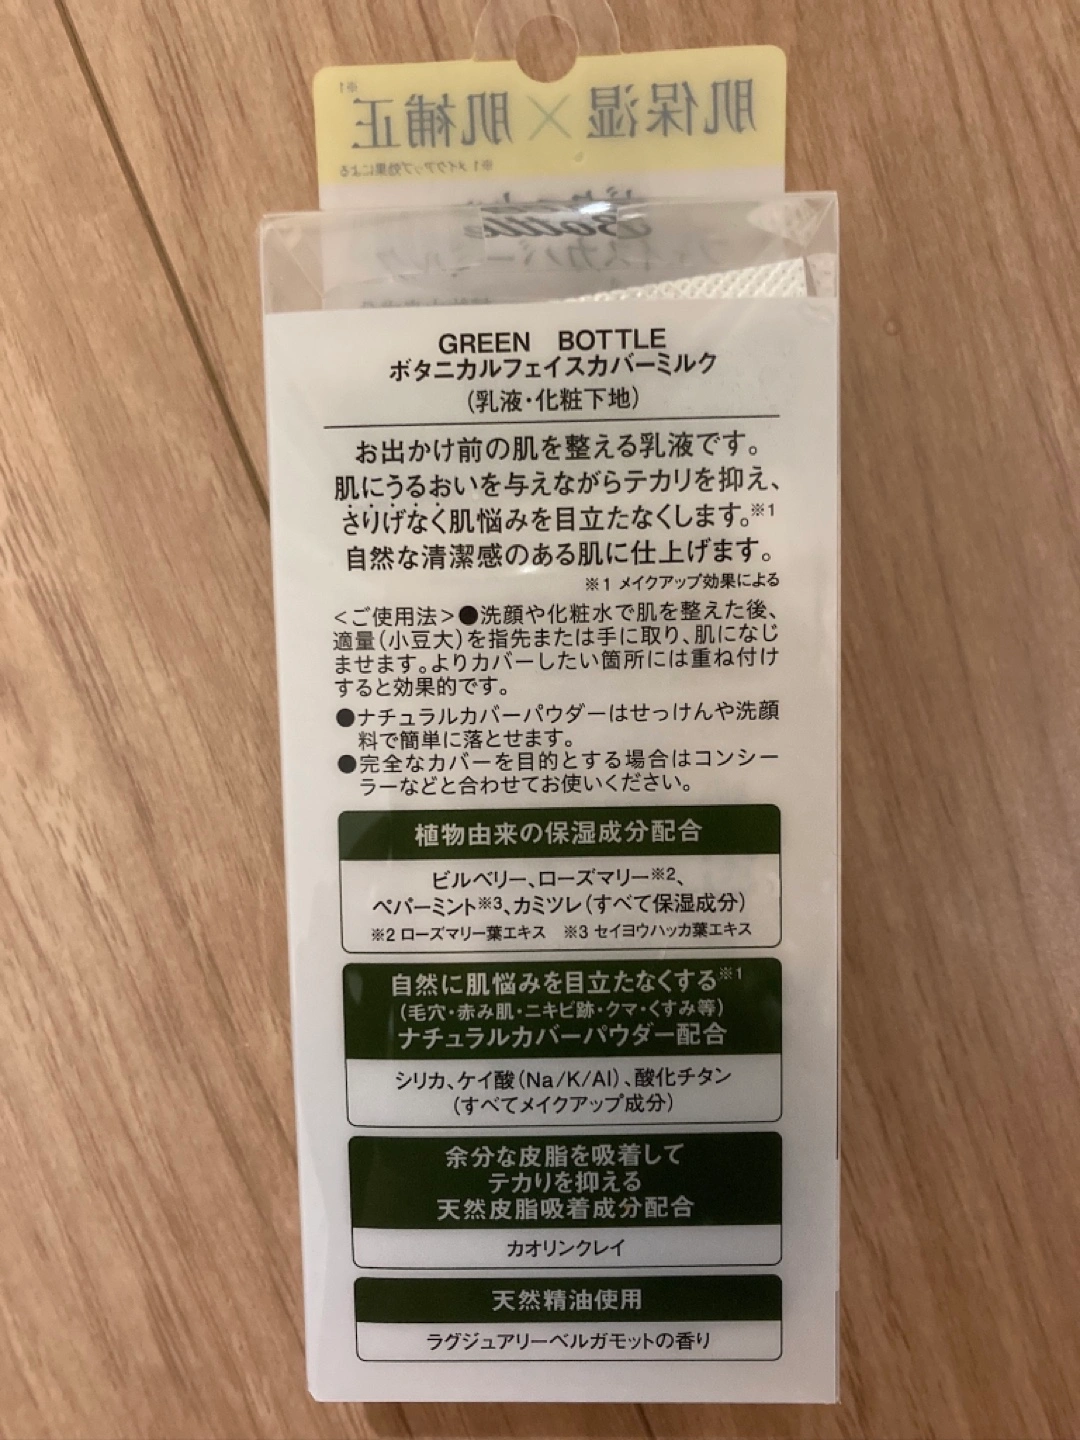 肌保湿×肌補正※1
※1 メイクアップ効果による
Bottle
フェイスカバーミルク
GREEN BOTTLE
ボタニカルフェイスカバーミルク
(乳液・化粧下地)
お出かけ前の肌を整える乳液です。
肌にうるおいを与えながらテカリを抑え、
さりげなく肌悩みを目立たなくします。※1
自然な清潔感のある肌に仕上げます。
※1 メイクアップ効果による
<ご使用法>●洗顔や化粧水で肌を整えた後、
適量(小豆大)を指先または手に取り、肌になじ
ませます。よりカバーしたい箇所には重ね付け
すると効果的です。
●ナチュラルカバーパウダーはせっけんや洗顔
料で簡単に落とせます。
●完全なカバーを目的とする場合はコンシー
ラーなどと合わせてお使いください。
植物由来の保湿成分配合
ビルベリー、ローズマリー※2、
ペパーミント※3、カミツレ(すべて保湿成分)
※2 ローズマリー葉エキス ※3 セイヨウハッカ葉エキス
自然に肌悩みを目立たなくする※1
(毛穴・赤み肌・ニキビ跡・クマ・くすみ等)
ナチュラルカバーパウダー配合
シリカ、ケイ酸(Na/K/Al)、酸化チタン
(すべてメイクアップ成分)
余分な皮脂を吸着して
テカりを抑える
天然皮脂吸着成分配合
カオリンクレイ
天然精油使用
ラグジュアリーベルガモットの香り